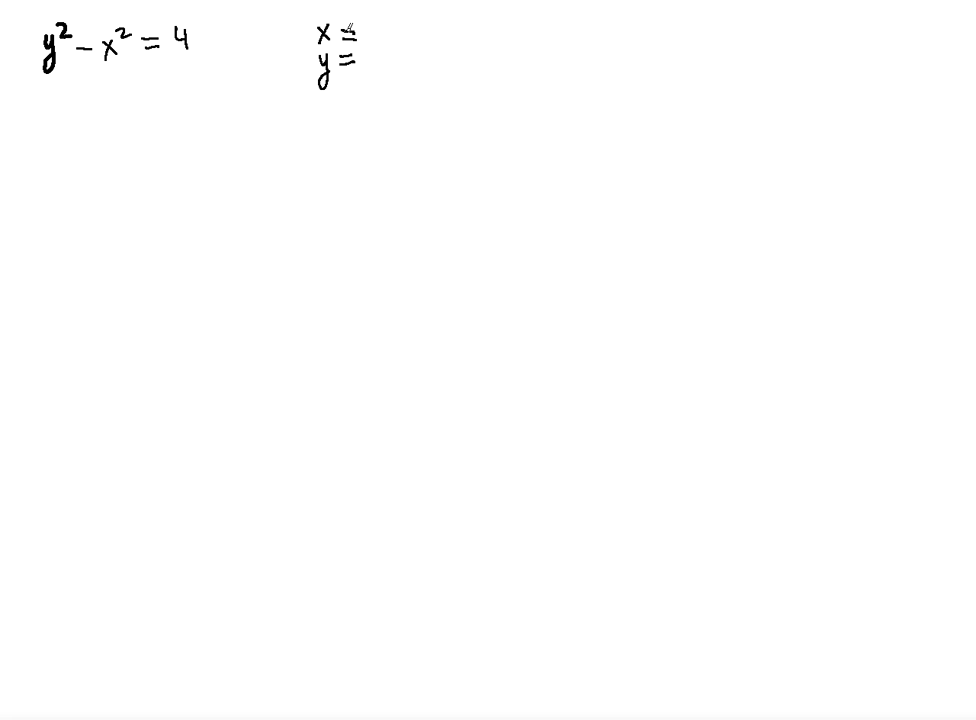 y² - x² = 4
x =
y =